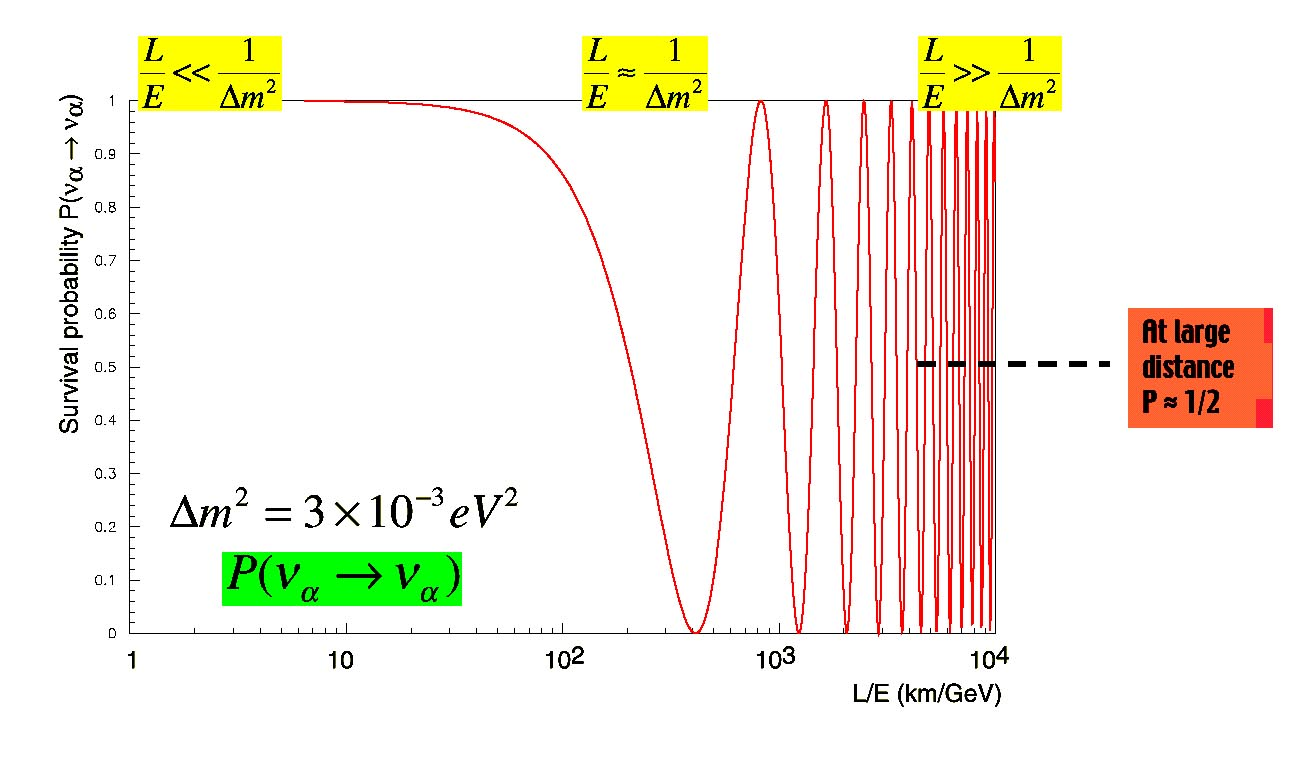 L/E << 1/Δm²
L/E ≈ 1/Δm²
L/E >> 1/Δm²
Survival probability P(να → να)
1
0.9
0.8
0.7
0.6
0.5
0.4
0.3
0.2
0.1
0
At large
distance
P ≈ 1/2
Δm² = 3×10⁻³ eV²
P(να → να)
1 10 10² 10³ 10⁴
L/E (km/GeV)